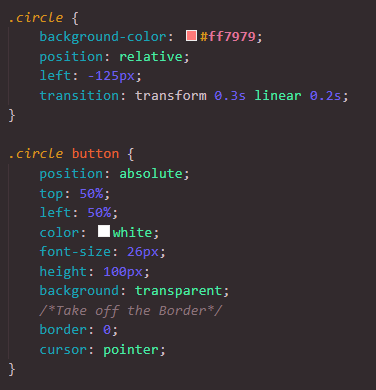 .circle {
    background-color: #ff7979;
    position: relative;
    left: -125px;
    transition: transform 0.3s linear 0.2s;
}

.circle button {
    position: absolute;
    top: 50%;
    left: 50%;
    color: white;
    font-size: 26px;
    height: 100px;
    background: transparent;
    /*Take off the Border*/
    border: 0;
    cursor: pointer;
}